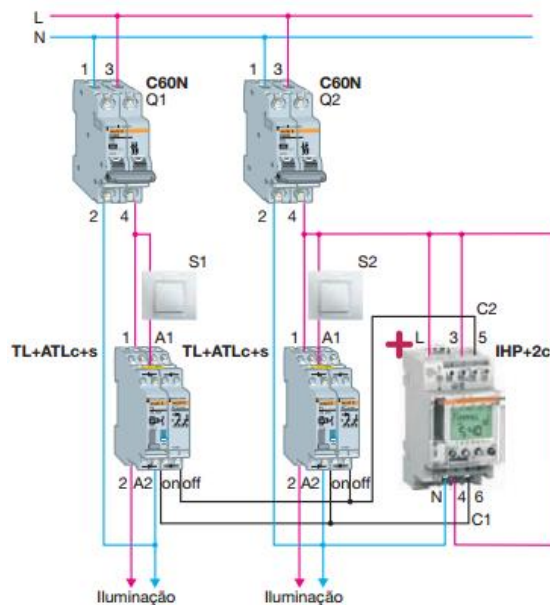 L
N
1 3 C60N
Q1
1 3 C60N
Q2
2 4
2 4
S1
S2
C2
1 A1
1 A1
L 3 5
TL+ATLc+s
TL+ATLc+s
IHP+2c
2 A2 on off
2 A2 on off
N 4 6
C1
Iluminação
Iluminação